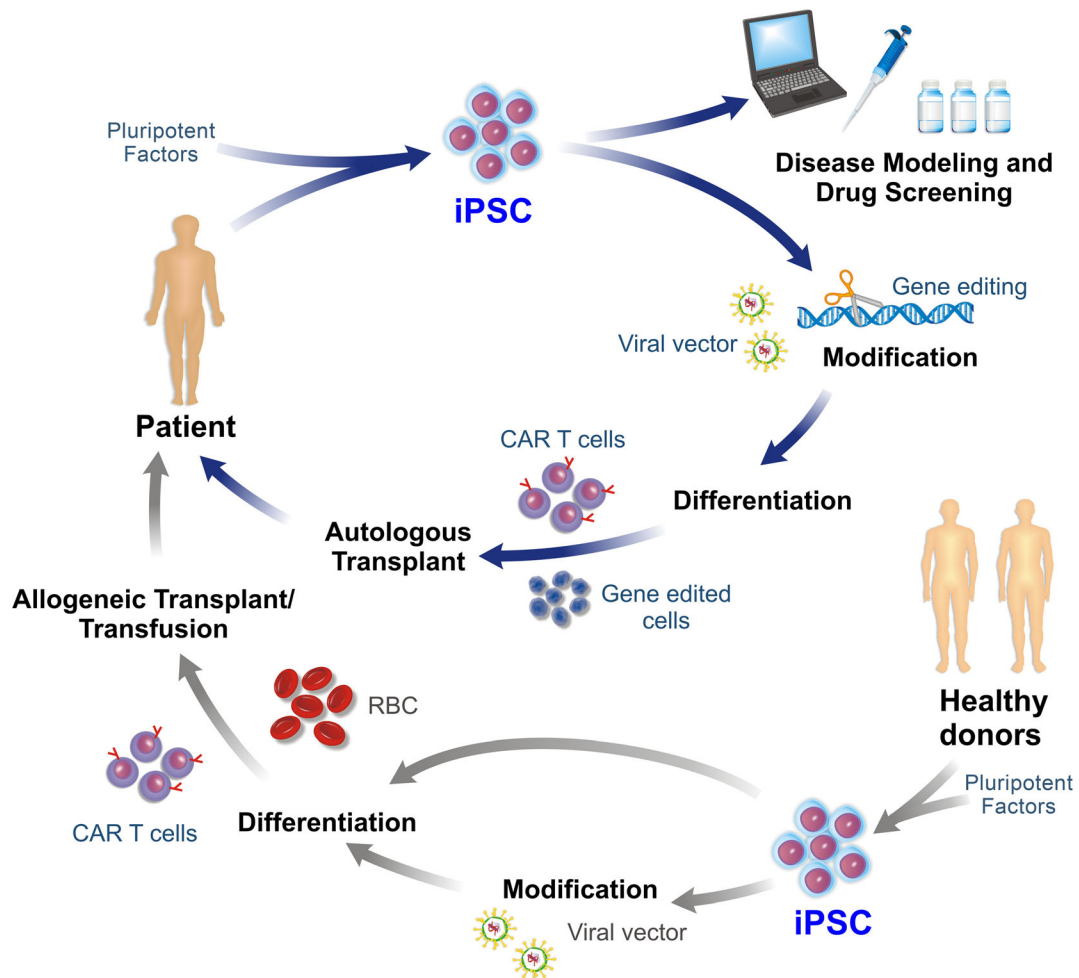 Pluripotent
Factors
iPSC
Disease Modeling and
Drug Screening
Gene editing
Viral vector
Modification
Patient
CAR T cells
Differentiation
Autologous
Transplant
Gene edited
cells
Allogeneic Transplant/
Transfusion
RBC
Healthy
donors
Pluripotent
Factors
CAR T cells
Differentiation
Modification
Viral vector
iPSC